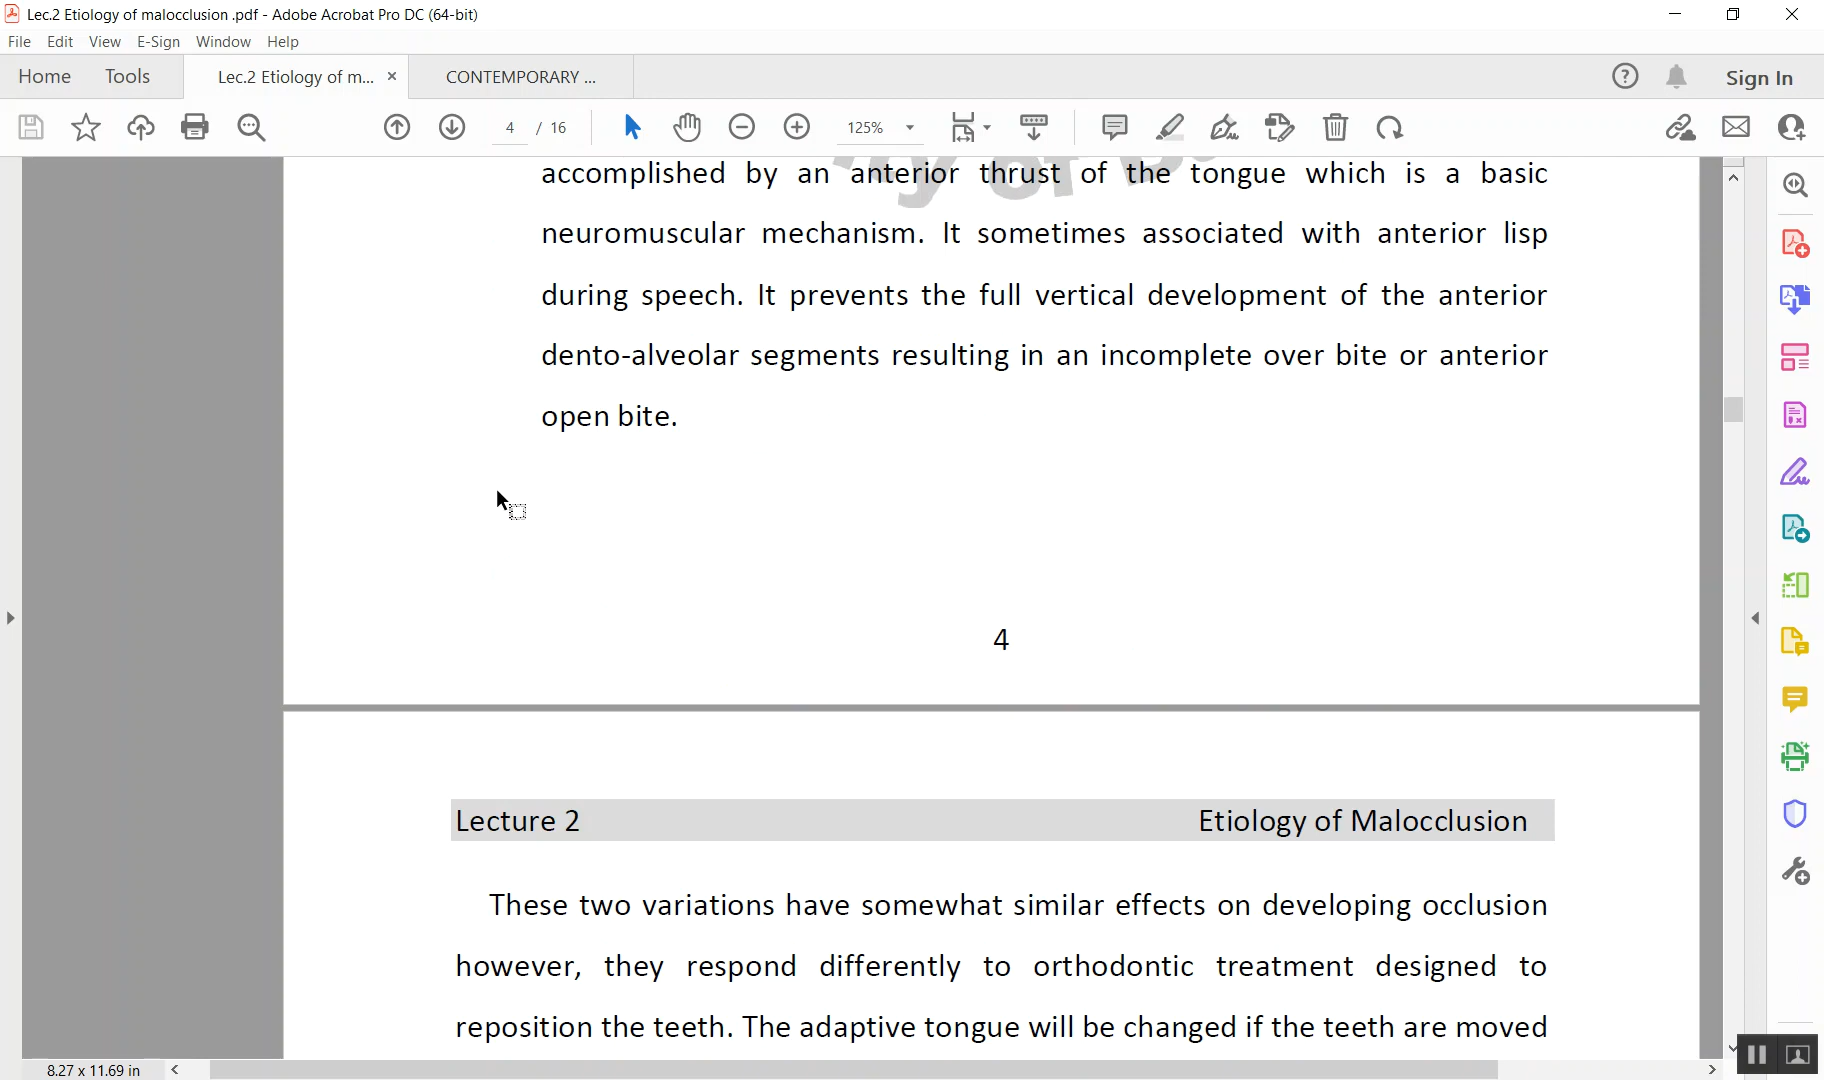 Lec.2 Etiology of malocclusion .pdf - Adobe Acrobat Pro DC (64-bit)
File Edit View E-Sign Window Help
Home Tools Lec.2 Etiology of m... × CONTEMPORARY ... Sign In
4 / 16 125%
accomplished by an anterior thrust of the tongue which is a basic
neuromuscular mechanism. It sometimes associated with anterior lisp
during speech. It prevents the full vertical development of the anterior
dento-alveolar segments resulting in an incomplete over bite or anterior
open bite.
4
Lecture 2 Etiology of Malocclusion
These two variations have somewhat similar effects on developing occlusion
however, they respond differently to orthodontic treatment designed to
reposition the teeth. The adaptive tongue will be changed if the teeth are moved
8.27 x 11.69 in